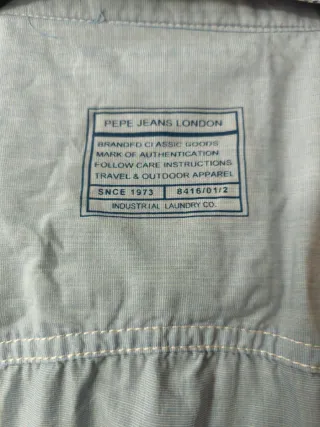 PEPE JEANS LONDON
BRANDED CLASSIC GOODS
MARK OF AUTHENTICATION
FOLLOW CARE INSTRUCTIONS
TRAVEL & OUTDOOR APPAREL
SNCE 1973 8416/01/2
INDUSTRIAL LAUNDRY CO.